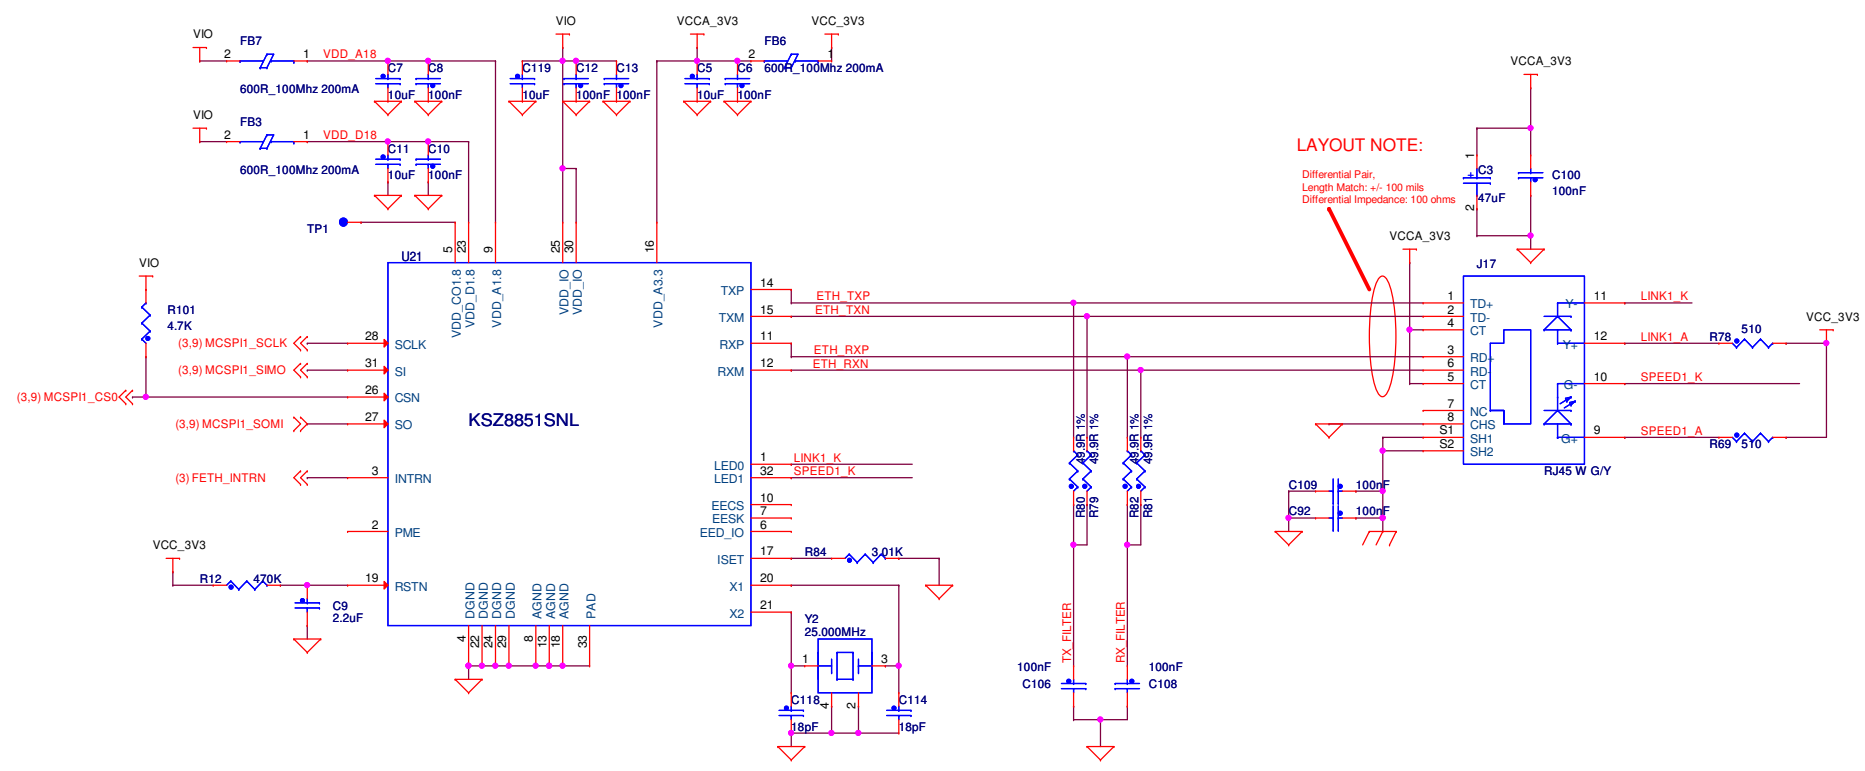 VIO
FB7
2
1
VDD_A18
600R_100Mhz 200mA
C7
10uF
C8
100nF
VIO
FB3
2
1
VDD_D18
600R_100Mhz 200mA
C11
10uF
C10
100nF
TP1
VIO
C119
10uF
C12
100nF
C13
100nF
VCCA_3V3
VCC_3V3
FB6
2
1
600R_100Mhz 200mA
C5
10uF
C6
100nF
VIO
R101
4.7K
(3,9) MCSPI1_SCLK
(3,9) MCSPI1_SIMO
(3,9) MCSPI1_CS0
(3,9) MCSPI1_SOMI
(3) FETH_INTRN
VCC_3V3
R12
470K
C9
2.2uF
U21
KSZ8851SNL
5
23
9
25
30
16
VDD_CO1.8
VDD_D1.8
VDD_A1.8
VDD_IO
VDD_IO
VDD_A3.3
28
SCLK
31
SI
26
CSN
27
SO
3
INTRN
2
PME
19
RSTN
DGND
DGND
DGND
DGND
AGND
AGND
AGND
PAD
4
22
24
29
8
13
18
33
TXP
14
TXM
15
RXP
11
RXM
12
LED0
1
LINK1_K
LED1
32
SPEED1_K
EECS
10
EESK
7
EED_IO
6
ISET
17
R84
3.01K
X1
20
X2
21
Y2
25.000MHz
1
3
4
2
C118
18pF
C114
18pF
ETH_TXP
ETH_TXN
ETH_RXP
ETH_RXN
49.9R 1%
49.9R 1%
49.9R 1%
49.9R 1%
R80
R79
R82
R81
TX_FILTER
RX_FILTER
100nF
C106
100nF
C108
LAYOUT NOTE:
Differential Pair,
Length Match: +/- 100 mils
Differential Impedance: 100 ohms
VCCA_3V3
VCCA_3V3
1
C3
47uF
2
C100
100nF
J17
1
TD+
2
TD-
4
CT
3
RD+
6
RD-
5
CT
7
NC
8
CHS
S1
SH1
S2
SH2
Y-
11
LINK1_K
Y+
12
LINK1_A
R78
510
G-
10
SPEED1_K
G+
9
SPEED1_A
R69
510
VCC_3V3
RJ45 W G/Y
C109
100nF
C92
100nF